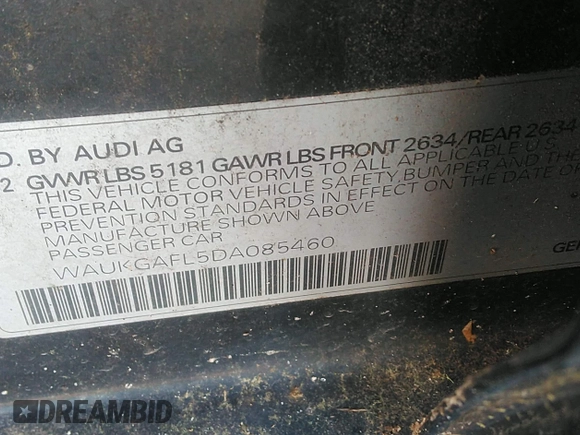 D. BY AUDI AG
2 GVWR LBS 5181 GAWR LBS FRONT 2634/REAR 2634
THIS VEHICLE CONFORMS TO ALL APPLICABLE U.S.
FEDERAL MOTOR VEHICLE SAFETY, BUMPER AND THE
PREVENTION STANDARDS IN EFFECT ON THE DATE OF
MANUFACTURE SHOWN ABOVE
PASSENGER CAR
WAUKGAFL5DA085460
GE
DREAMBID